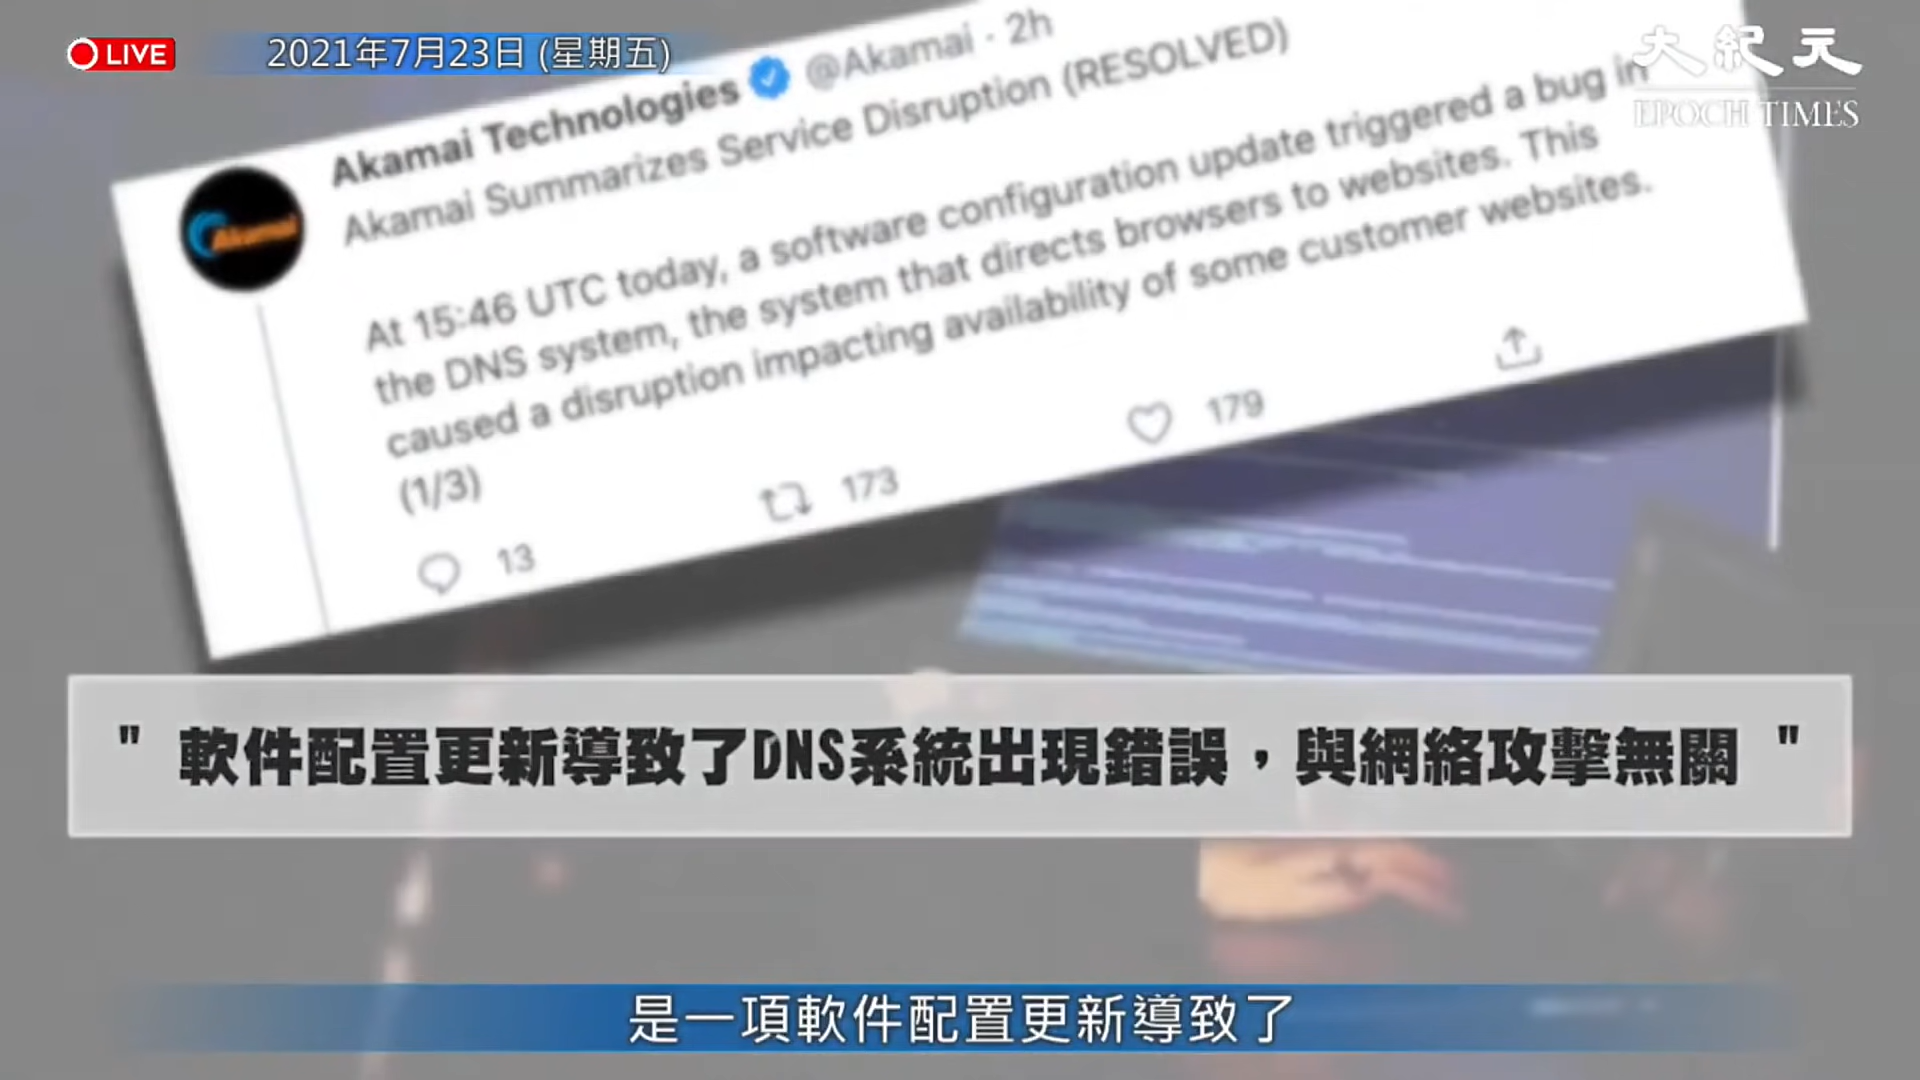 LIVE
2021年7月23日 (星期五)
大紀元
EPOCH TIMES
Akamai Technologies @Akamai · 2h
Akamai Summarizes Service Disruption (RESOLVED)
Akamai
At 15:46 UTC today, a software configuration update triggered a bug in
the DNS system, the system that directs browsers to websites. This
caused a disruption impacting availability of some customer websites.
(1/3)
13
173
179
" 軟件配置更新導致了DNS系統出現錯誤，與網絡攻擊無關 "
是一項軟件配置更新導致了